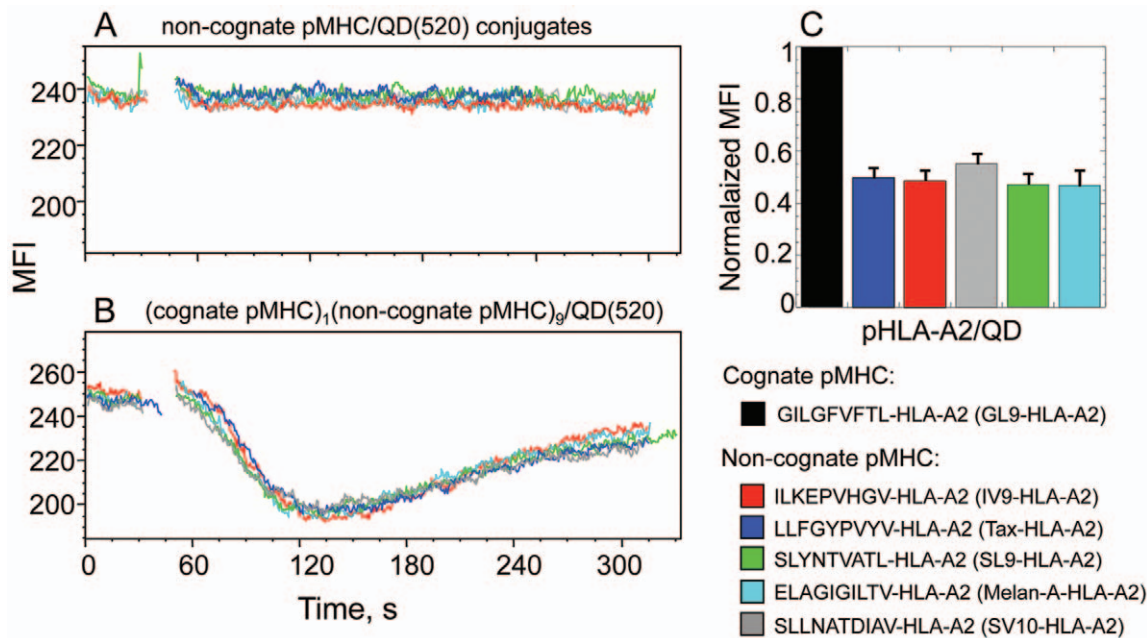 A
non-cognate pMHC/QD(520) conjugates
240
220
200
MFI
B
(cognate pMHC)₁(non-cognate pMHC)₉/QD(520)
260
240
220
200
0 60 120 180 240 300
Time, s
C
Normalaized MFI
1
0.8
0.6
0.4
0.2
0
pHLA-A2/QD
Cognate pMHC:
GILGFVFTL-HLA-A2 (GL9-HLA-A2)
Non-cognate pMHC:
ILKEPVHGV-HLA-A2 (IV9-HLA-A2)
LLFGYPVYV-HLA-A2 (Tax-HLA-A2)
SLYNTVATL-HLA-A2 (SL9-HLA-A2)
ELAGIGILTV-HLA-A2 (Melan-A-HLA-A2)
SLLNATDIAV-HLA-A2 (SV10-HLA-A2)